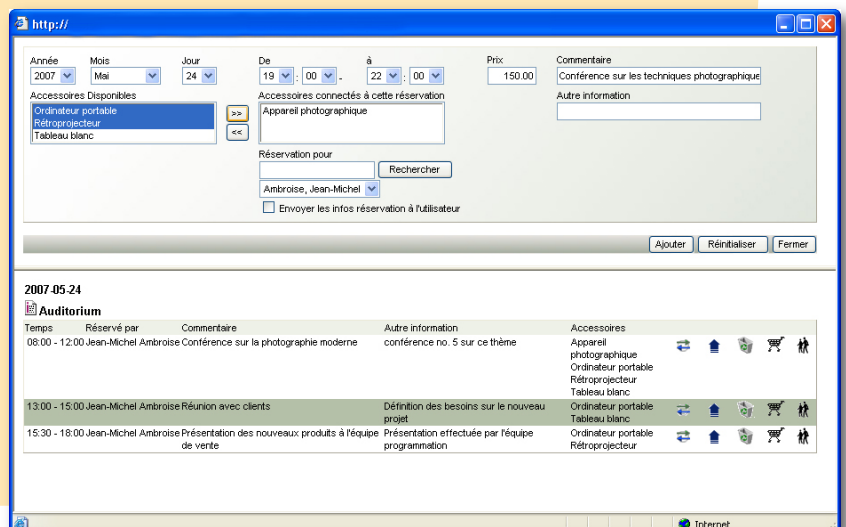 http://
Année Mois Jour De à Prix Commentaire
2007 Mai 24 19 : 00 - 22 : 00 150.00 Conférence sur les techniques photographique
Accessoires Disponibles Accessoires connectés à cette réservation Autre information
Ordinateur portable
Rétroprojecteur
Tableau blanc
>>
<<
Appareil photographique
Réservation pour
Rechercher
Ambroise, Jean-Michel
Envoyer les infos réservation à l'utilisateur
Ajouter Réinitialiser Fermer
2007-05-24
Auditorium
Temps Réservé par Commentaire Autre information Accessoires
08:00 - 12:00 Jean-Michel Ambroise Conférence sur la photographie moderne conférence no. 5 sur ce thème Appareil
photographique
Ordinateur portable
Rétroprojecteur
Tableau blanc
13:00 - 15:00 Jean-Michel Ambroise Réunion avec clients Définition des besoins sur le nouveau Ordinateur portable
projet Tableau blanc
15:30 - 18:00 Jean-Michel Ambroise Présentation des nouveaux produits à l'équipe Présentation effectuée par l'équipe Ordinateur portable
de vente programmation Rétroprojecteur
Internet